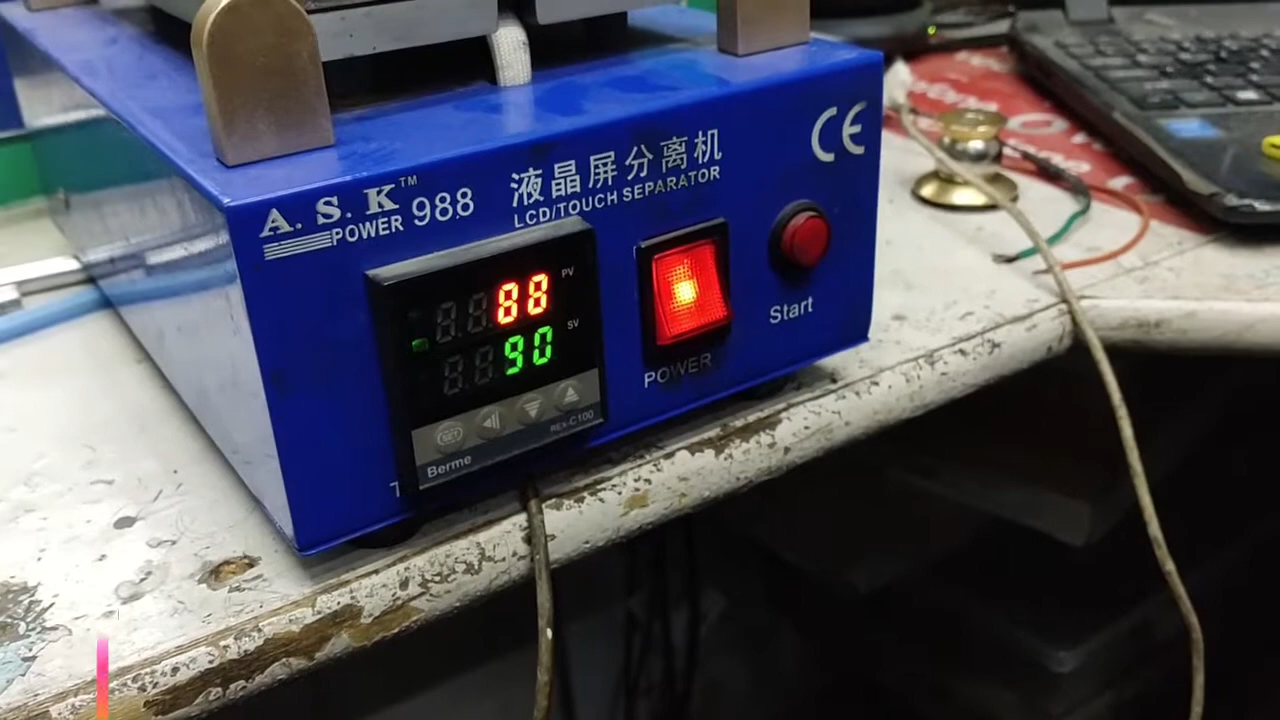 A. S. K™
POWER 988
液晶屏分离机
LCD/TOUCH SEPARATOR
CE
88
PV
90
SV
SET
REX-C100
Berme
POWER
Start